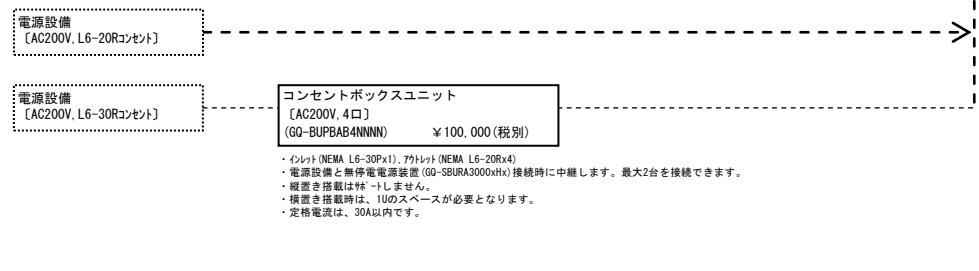 電源設備
〔AC200V,L6-20Rｺﾝｾﾝﾄ〕
電源設備
〔AC200V,L6-30Rｺﾝｾﾝﾄ〕
コンセントボックスユニット
〔AC200V,4口〕
(GQ-BUPBAB4NNNN) ￥100,000(税別)
・ｲﾝﾚｯﾄ(NEMA L6-30Px1),ｱｳﾄﾚｯﾄ(NEMA L6-20Rx4)
・電源設備と無停電電源装置(GQ-SBURA3000xHx)接続時に中継します。最大2台を接続できます。
・縦置き搭載はｻﾎﾟｰﾄしません。
・横置き搭載時は、1Uのスペースが必要となります。
・定格電流は、30A以内です。